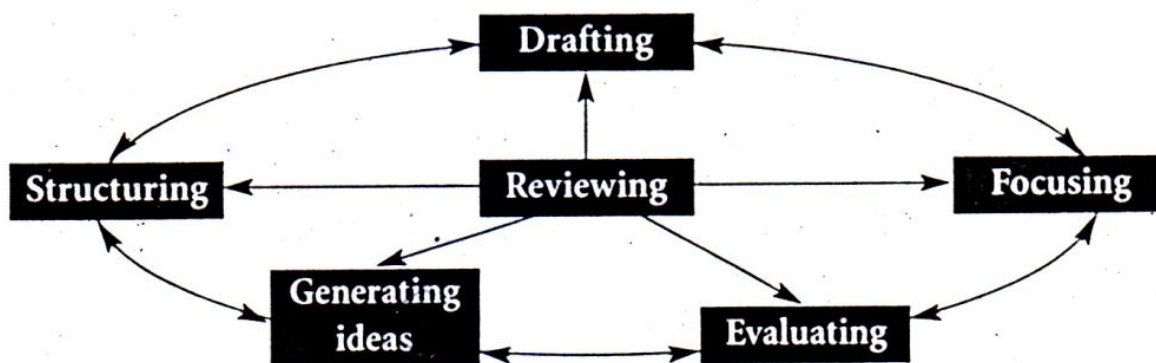 Drafting
Structuring
Reviewing
Focusing
Generating
ideas
Evaluating